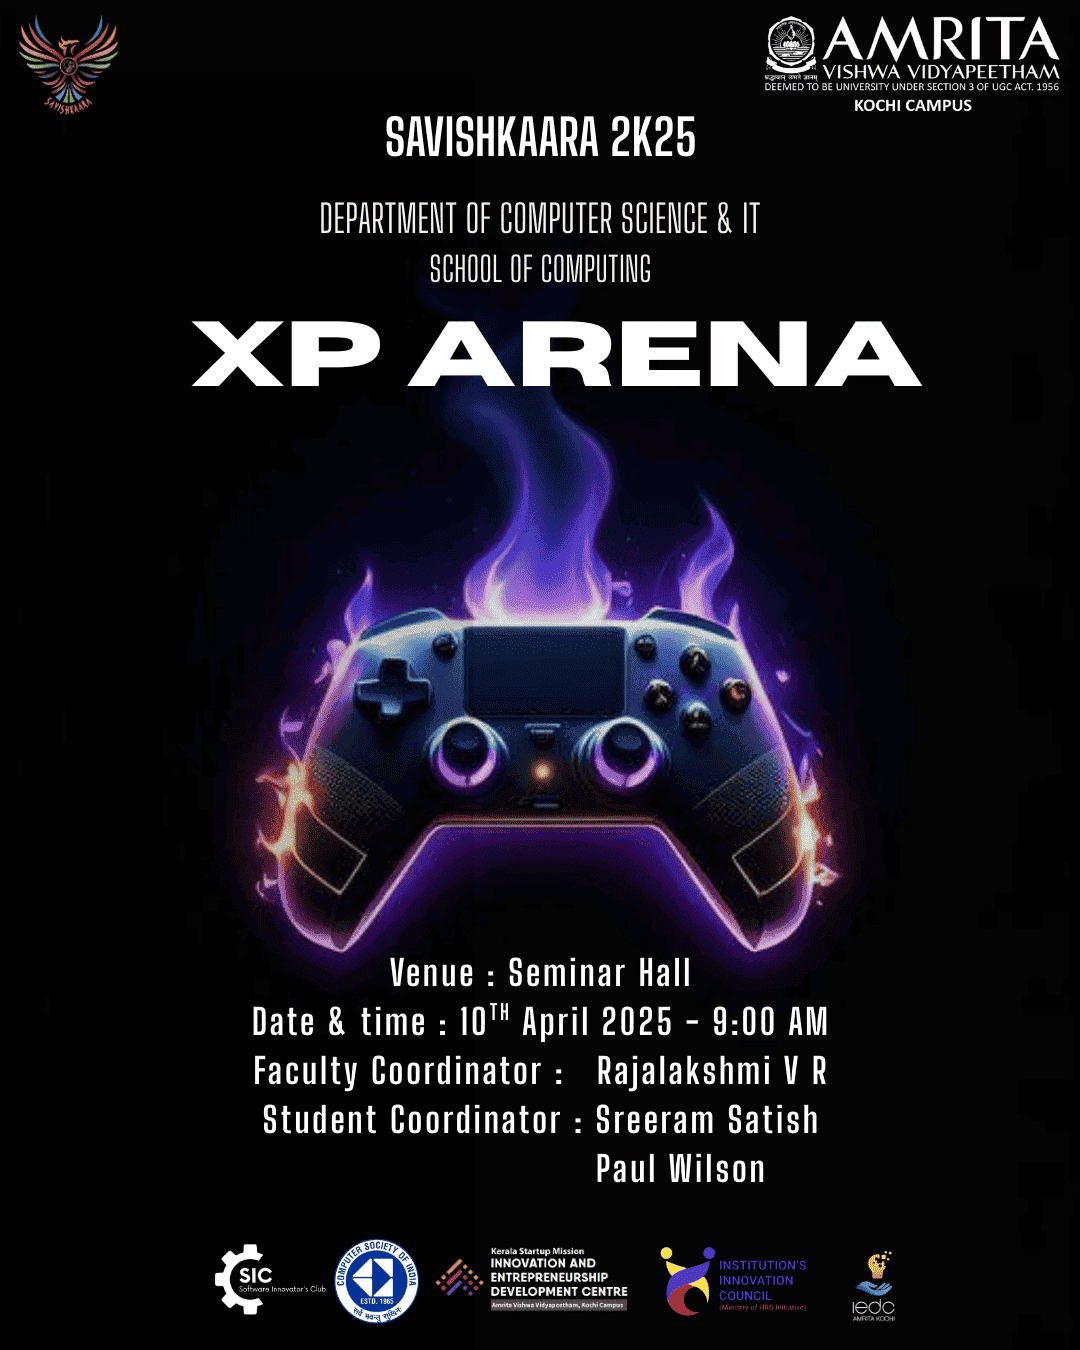 SAVISHKAARA
AMRITA
VISHWA VIDYAPEETHAM
श्रद्धावान् लभते ज्ञानम्
DEEMED TO BE UNIVERSITY UNDER SECTION 3 OF UGC ACT. 1956
KOCHI CAMPUS
SAVISHKAARA 2K25
DEPARTMENT OF COMPUTER SCIENCE & IT
SCHOOL OF COMPUTING
XP ARENA
Venue : Seminar Hall
Date & time : 10TH April 2025 - 9:00 AM
Faculty Coordinator : Rajalakshmi V R
Student Coordinator : Sreeram Satish
Paul Wilson
SIC
Software Innovator's Club
COMPUTER SOCIETY OF INDIA
ESTD. 1965
Kerala Startup Mission
INNOVATION AND
ENTREPRENEURSHIP
DEVELOPMENT CENTRE
Amrita Vishwa Vidyapeetham, Kochi Campus
INSTITUTION'S
INNOVATION
COUNCIL
(Ministry of HRD Initiative)
iedc
AMRITA KOCHI